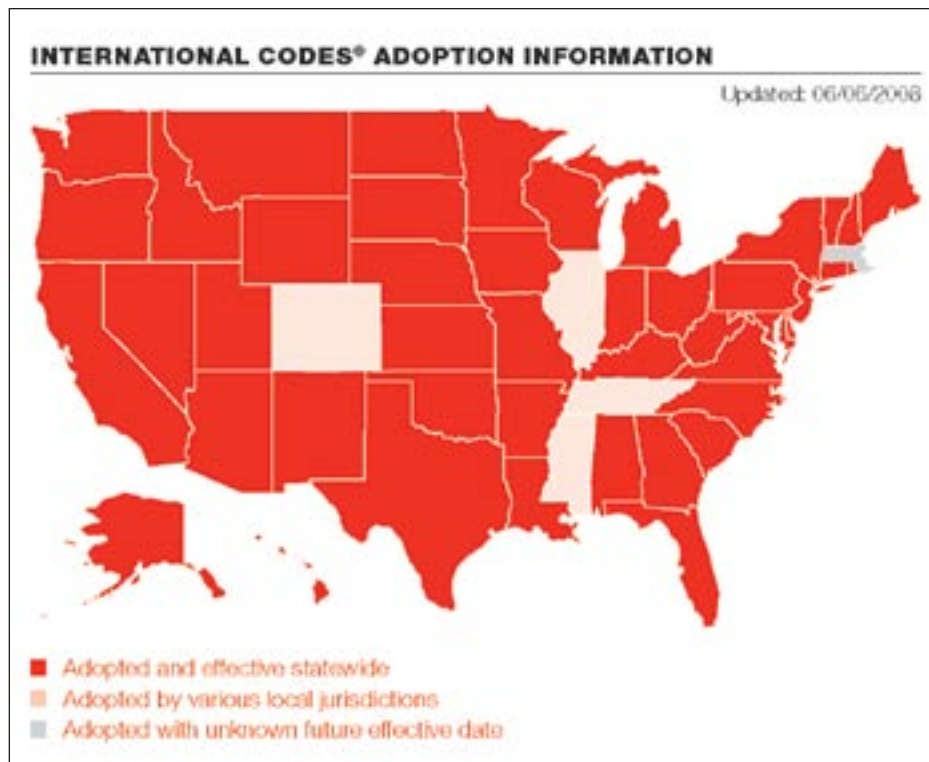 INTERNATIONAL CODES® ADOPTION INFORMATION
Updated: 06/06/2008
Adopted and effective statewide
Adopted by various local jurisdictions
Adopted with unknown future effective date